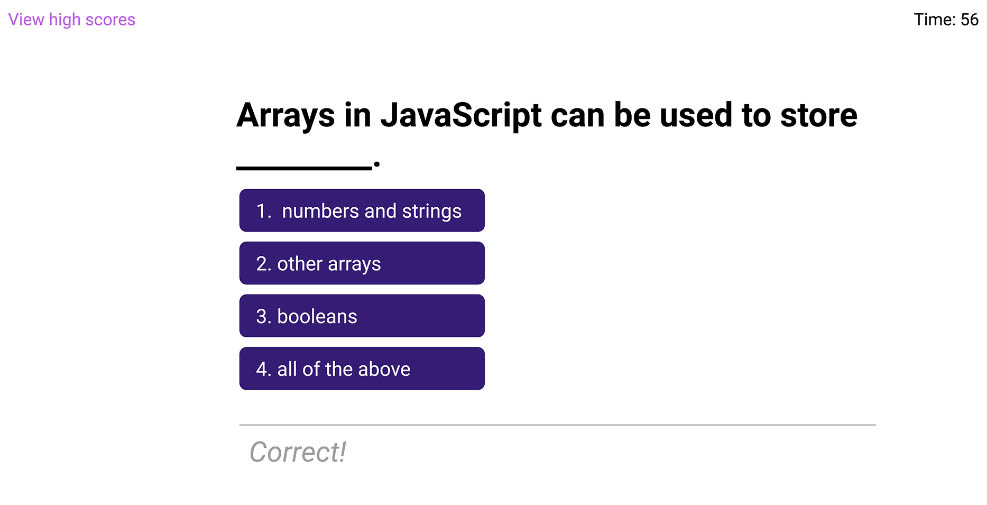 View high scores
Time: 56
Arrays in JavaScript can be used to store
________.
1. numbers and strings
2. other arrays
3. booleans
4. all of the above
Correct!